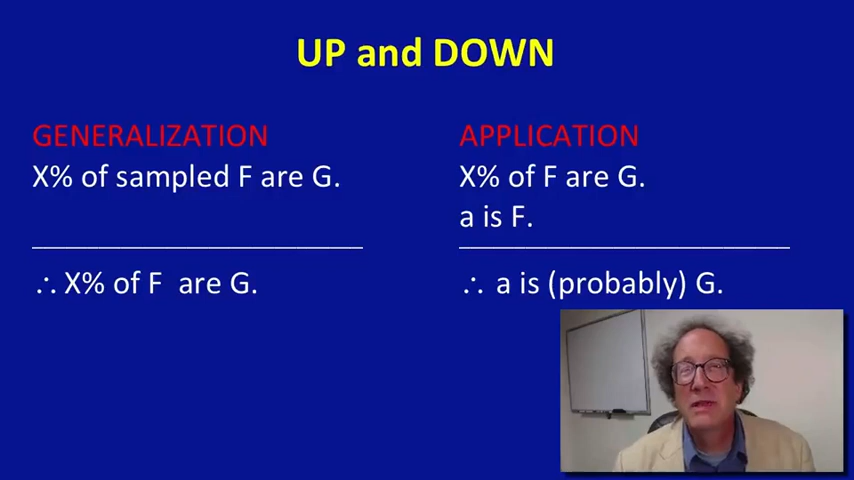 UP and DOWN
GENERALIZATION
X% of sampled F are G.
∴ X% of F are G.
APPLICATION
X% of F are G.
a is F.
∴ a is (probably) G.